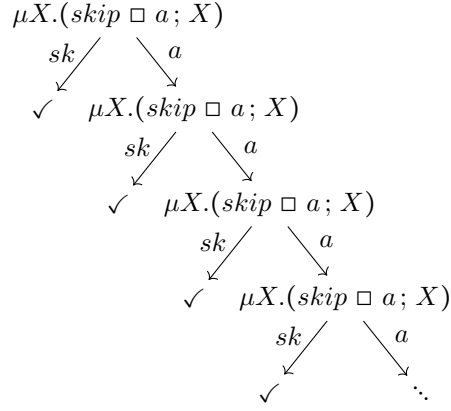 μX.(skip □ a ; X)
sk a
✓ μX.(skip □ a ; X)
sk a
✓ μX.(skip □ a ; X)
sk a
✓ μX.(skip □ a ; X)
sk a
✓ ⋱